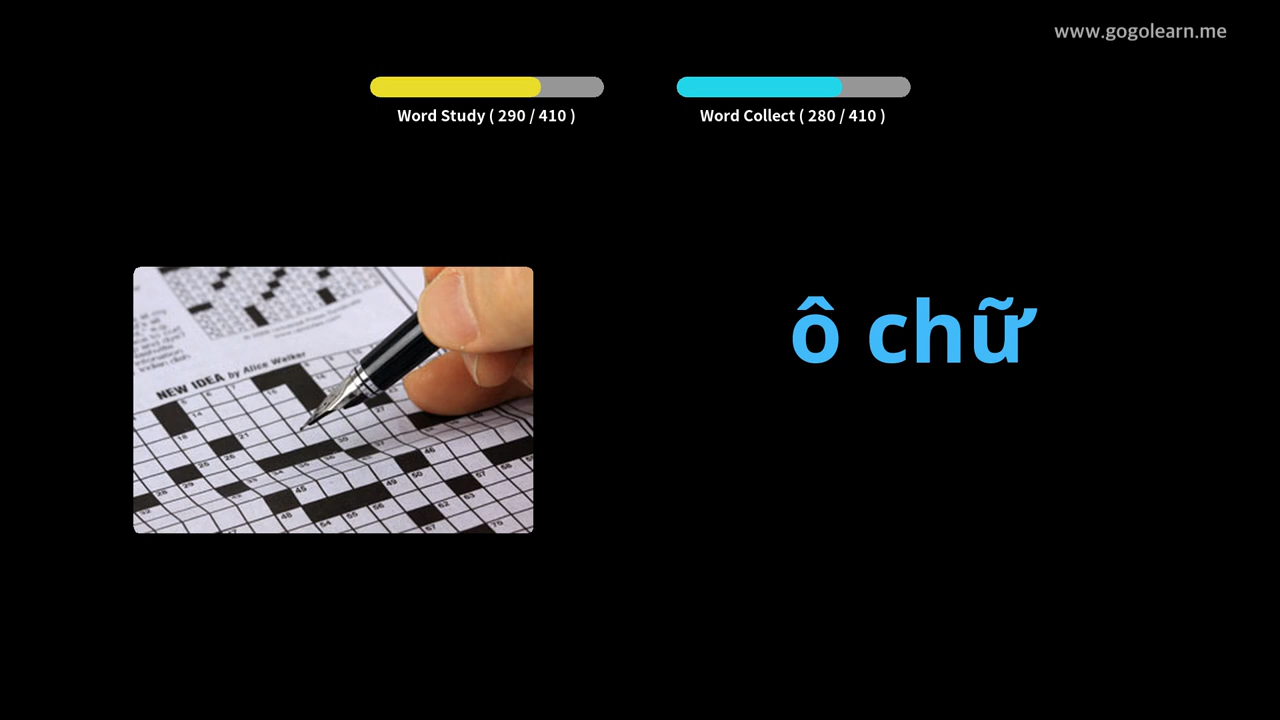 www.gogolearn.me
Word Study ( 290 / 410 )
Word Collect ( 280 / 410 )
ô chữ
NEW IDEA by Alice Walker